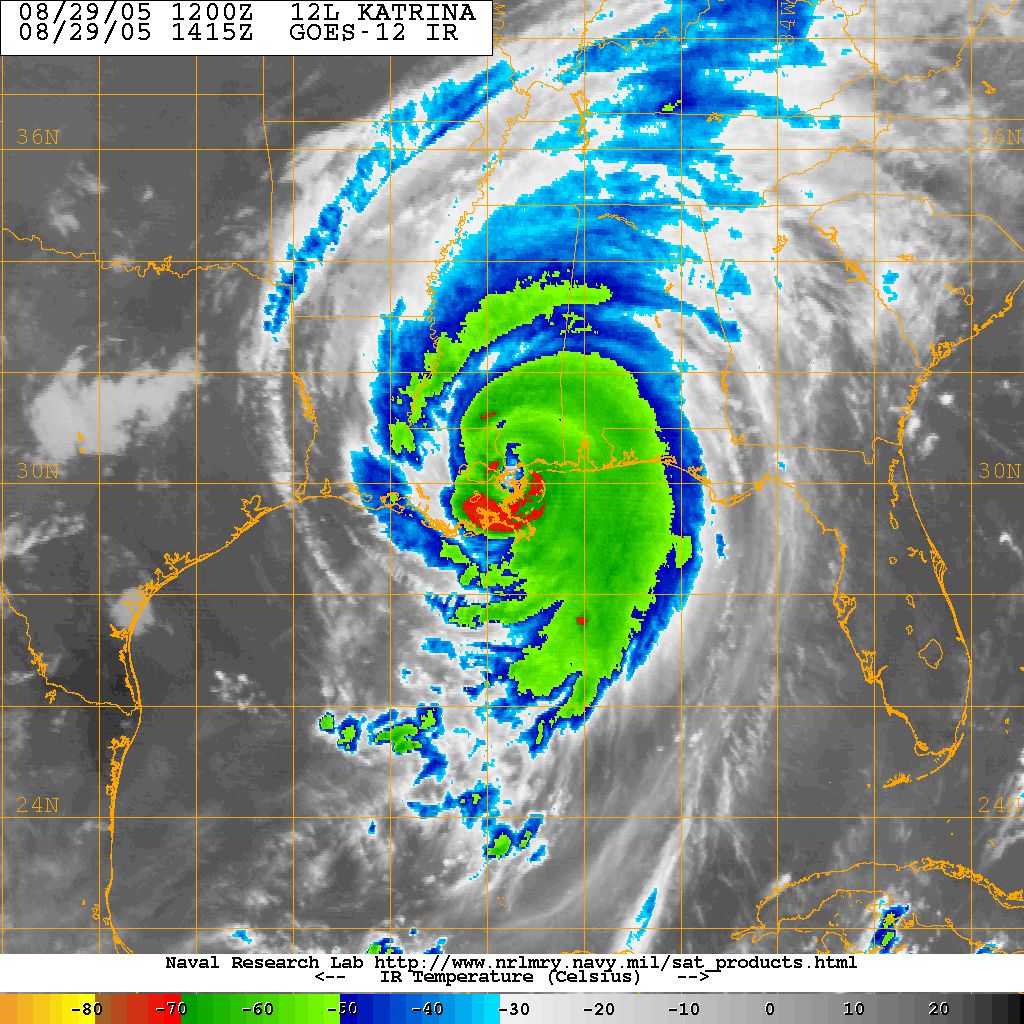 08/29/05 1200Z 12L KATRINA
08/29/05 1415Z GOES-12 IR
84W
36N 36N
30N 30N
24N 24N
Naval Research Lab http://www.nrlmry.navy.mil/sat_products.html
<-- IR Temperature (Celsius) -->
-80 -70 -60 -50 -40 -30 -20 -10 0 10 20